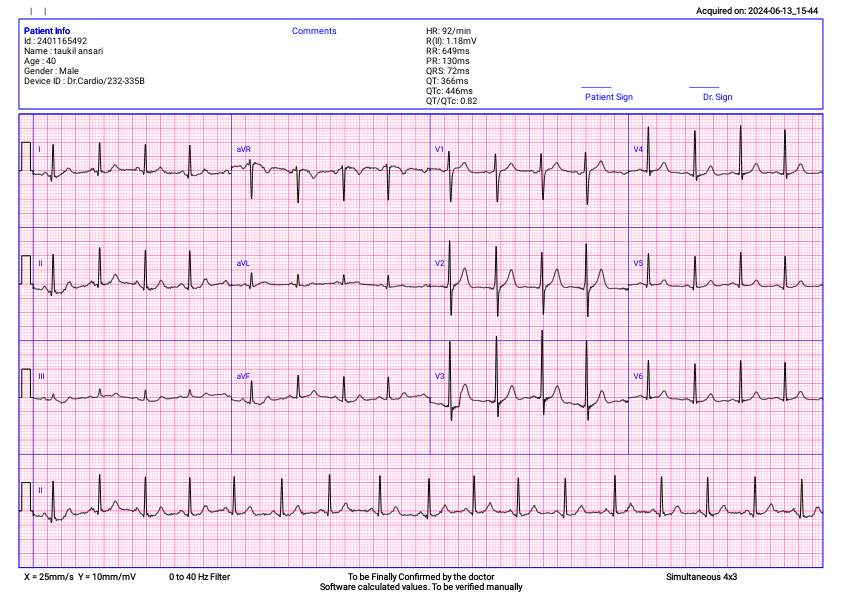 Acquired on: 2024-06-13_15-44
Patient Info
Id : 2401165492
Name : taukil ansari
Age : 40
Gender : Male
Device ID : Dr.Cardio/232-335B
Comments
HR: 92/min
R(II): 1.18mV
RR: 649ms
PR: 130ms
QRS: 72ms
QT: 366ms
QTc: 446ms
QT/QTc: 0.82
Patient Sign
Dr. Sign
I
aVR
V1
V4
II
aVL
V2
V5
III
aVF
V3
V6
II
X = 25mm/s Y = 10mm/mV
0 to 40 Hz Filter
To be Finally Confirmed by the doctor
Software calculated values. To be verified manually
Simultaneous 4x3